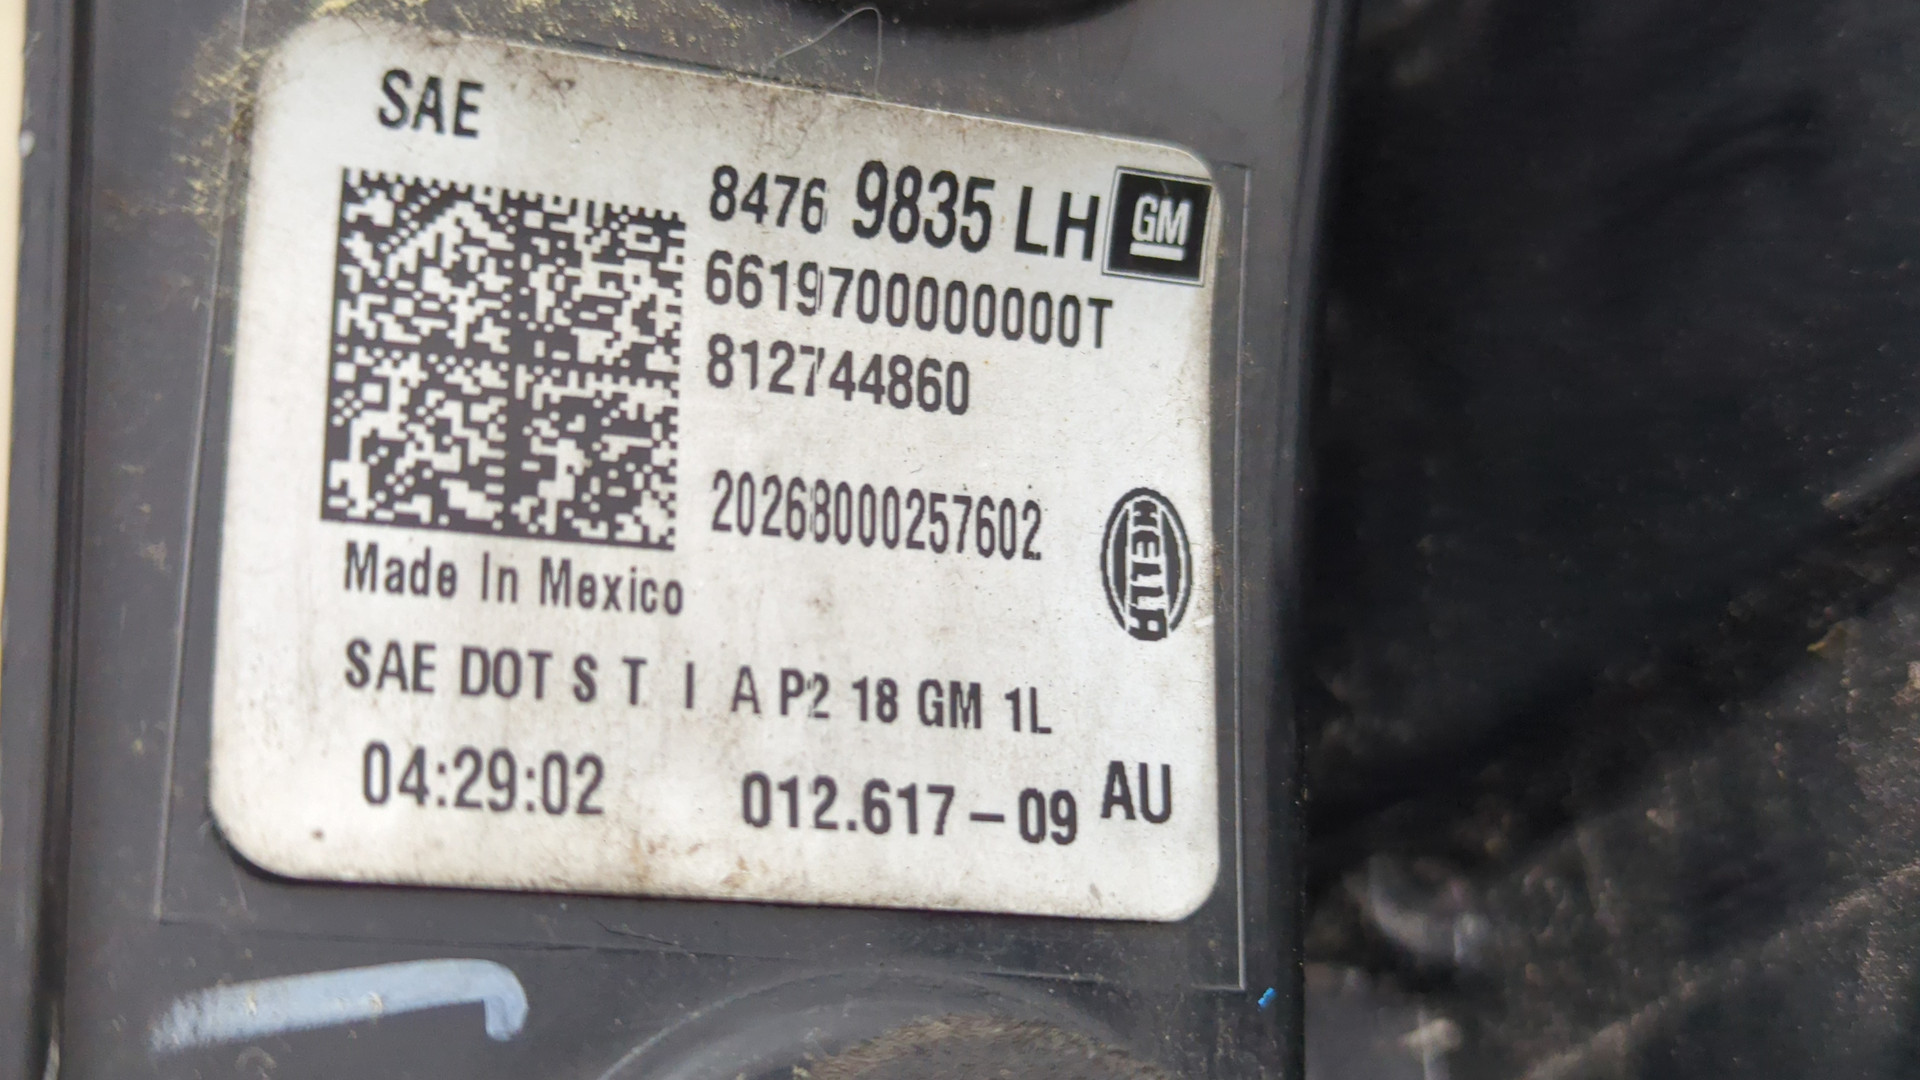 SAE
8476 9835 LH GM
6619700000000T
812744860
20268000257602
HELLA
Made In Mexico
SAE DOT S T I A P2 18 GM 1L
04:29:02 012.617-09 AU